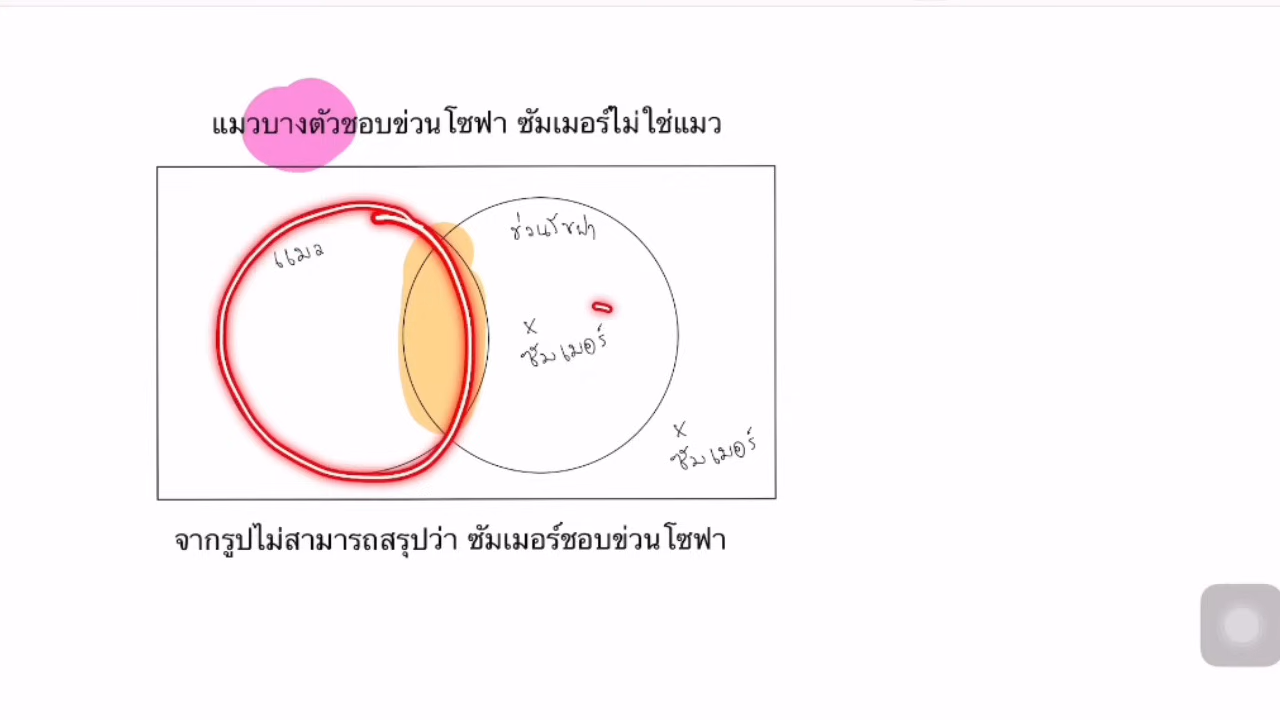 แมวบางตัวชอบข่วนโซฟา ซัมเมอร์ไม่ใช่แมว
แมว
ข่วนโซฟา
x
ซัมเมอร์
x
ซัมเมอร์
จากรูปไม่สามารถสรุปว่า ซัมเมอร์ชอบข่วนโซฟา